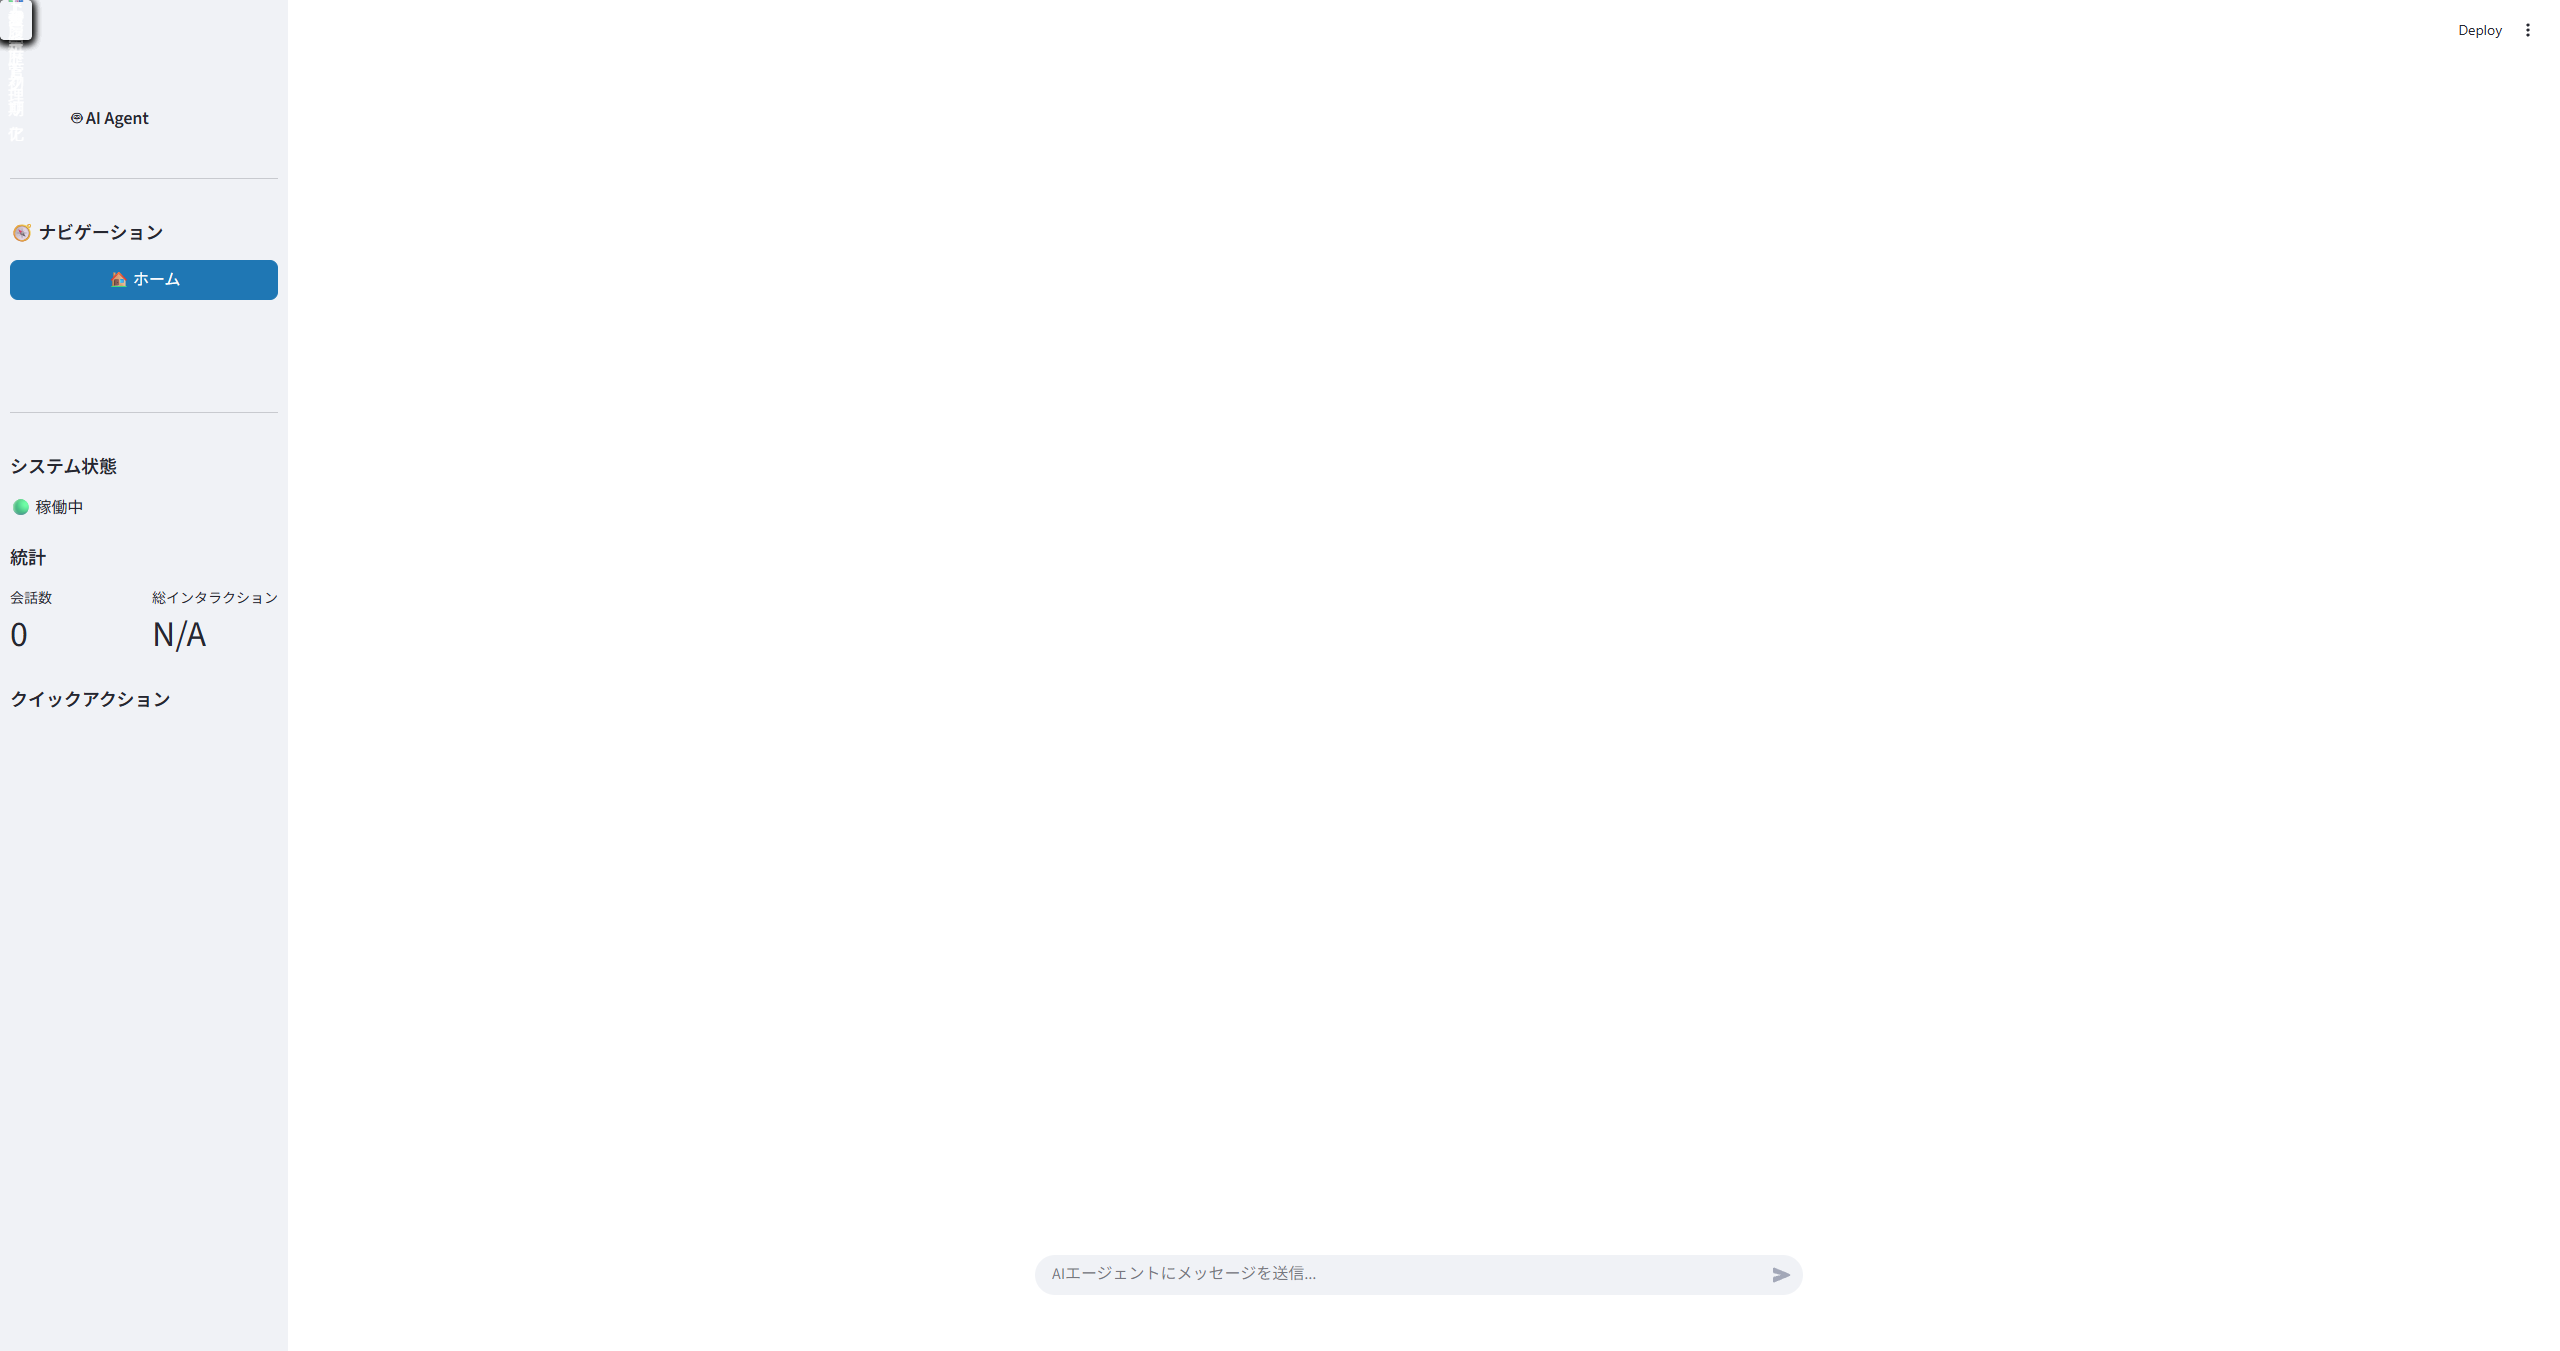 Deploy
AI Agent
🧭 ナビゲーション
🏠 ホーム
システム状態
🟢 稼働中
統計
会話数
総インタラクション
0
N/A
クイックアクション
AIエージェントにメッセージを送信...